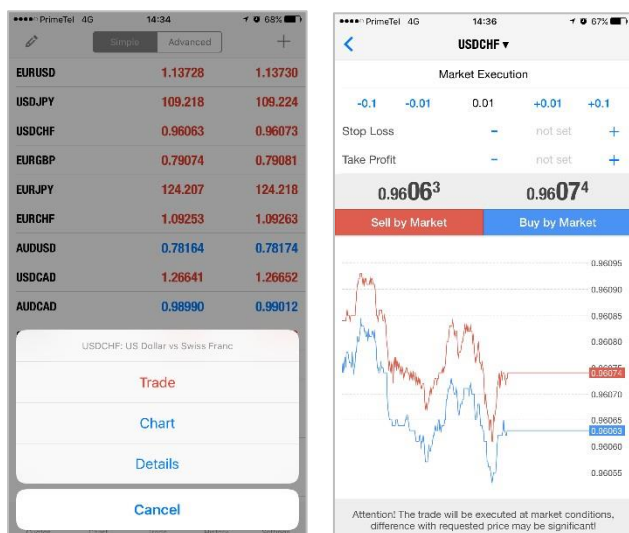 PrimeTel 4G 14:34 68%
Simple Advanced
EURUSD 1.13728 1.13730
USDJPY 109.218 109.224
USDCHF 0.96063 0.96073
EURGBP 0.79074 0.79081
EURJPY 124.207 124.218
EURCHF 1.09253 1.09263
AUDUSD 0.78164 0.78174
USDCAD 1.26641 1.26652
AUDCAD 0.98990 0.99012
USDCHF: US Dollar vs Swiss Franc
Trade
Chart
Details
Cancel
PrimeTel 4G 14:36 67%
USDCHF ▾
Market Execution
-0.1 -0.01 0.01 +0.01 +0.1
Stop Loss - not set +
Take Profit - not set +
0.96063 0.96074
Sell by Market Buy by Market
0.96095
0.96090
0.96085
0.96080
0.96074
0.96070
0.96065
0.96063
0.96060
0.96055
Attention! The trade will be executed at market conditions,
difference with requested price may be significant!